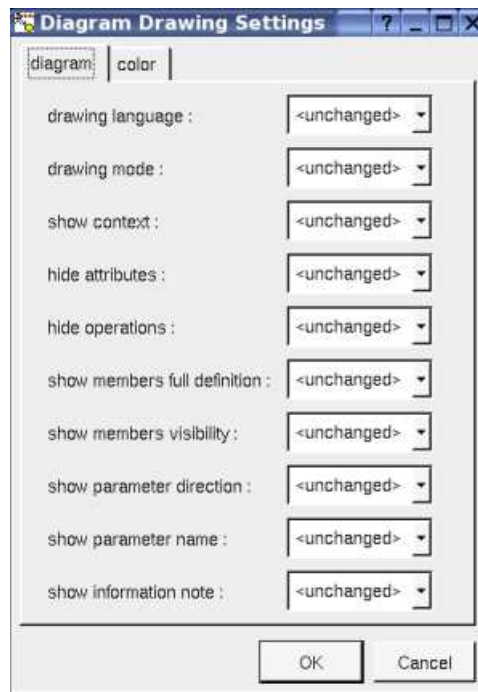 Diagram Drawing Settings
diagram color
drawing language : <unchanged>
drawing mode : <unchanged>
show context : <unchanged>
hide attributes : <unchanged>
hide operations : <unchanged>
show members full definition : <unchanged>
show members visibility : <unchanged>
show parameter direction : <unchanged>
show parameter name : <unchanged>
show information note : <unchanged>
OK Cancel